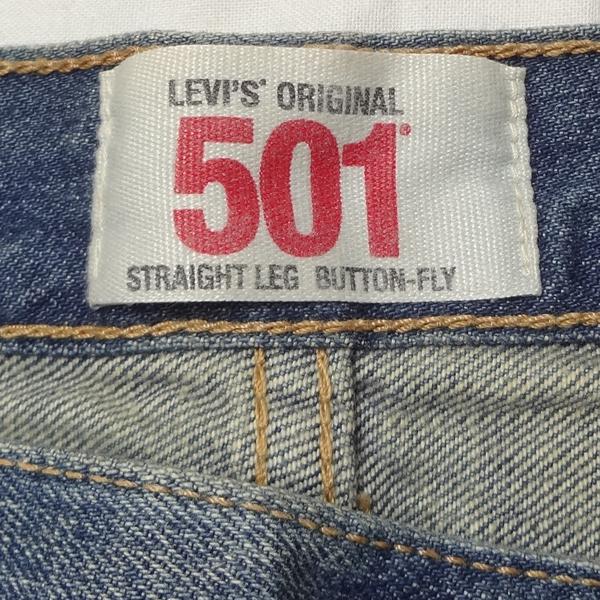 LEVI'S® ORIGINAL
501®
STRAIGHT LEG BUTTON-FLY